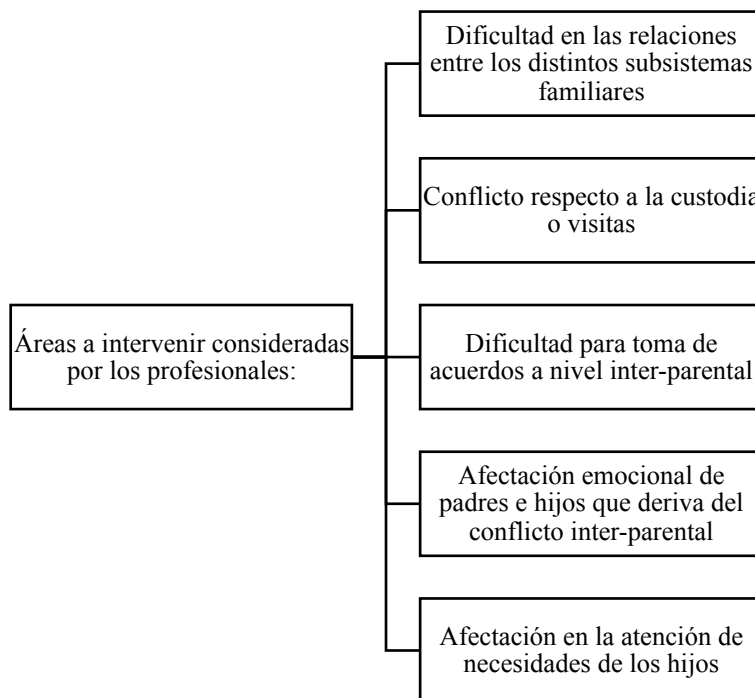 Dificultad en las relaciones
entre los distintos subsistemas
familiares
Conflicto respecto a la custodia
o visitas
Áreas a intervenir consideradas
por los profesionales:
Dificultad para toma de
acuerdos a nivel inter-parental
Afectación emocional de
padres e hijos que deriva del
conflicto inter-parental
Afectación en la atención de
necesidades de los hijos